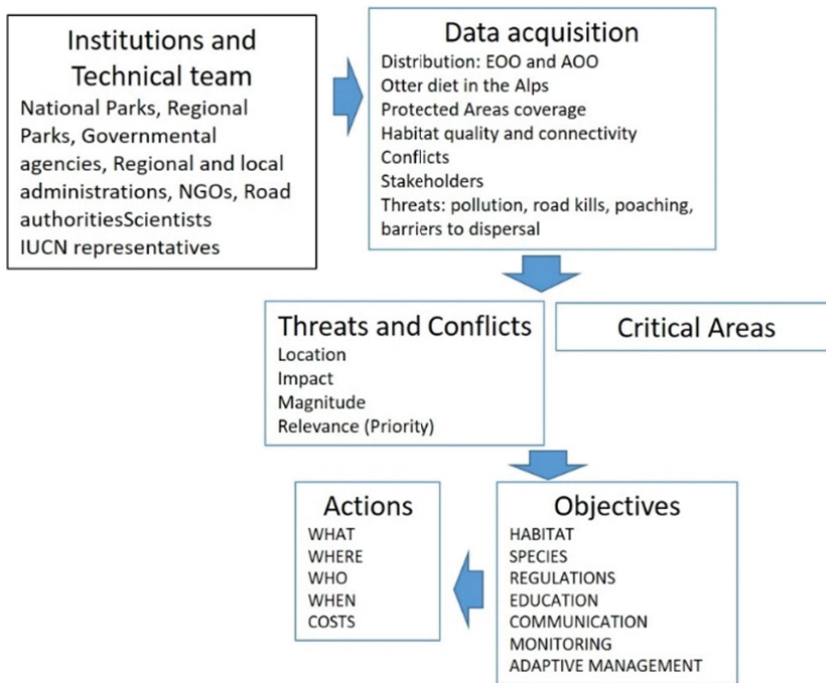 Institutions and
Technical team
National Parks, Regional
Parks, Governmental
agencies, Regional and local
administrations, NGOs, Road
authoritiesScientists
IUCN representatives
Data acquisition
Distribution: EOO and AOO
Otter diet in the Alps
Protected Areas coverage
Habitat quality and connectivity
Conflicts
Stakeholders
Threats: pollution, road kills, poaching,
barriers to dispersal
Threats and Conflicts
Location
Impact
Magnitude
Relevance (Priority)
Critical Areas
Actions
WHAT
WHERE
WHO
WHEN
COSTS
Objectives
HABITAT
SPECIES
REGULATIONS
EDUCATION
COMMUNICATION
MONITORING
ADAPTIVE MANAGEMENT